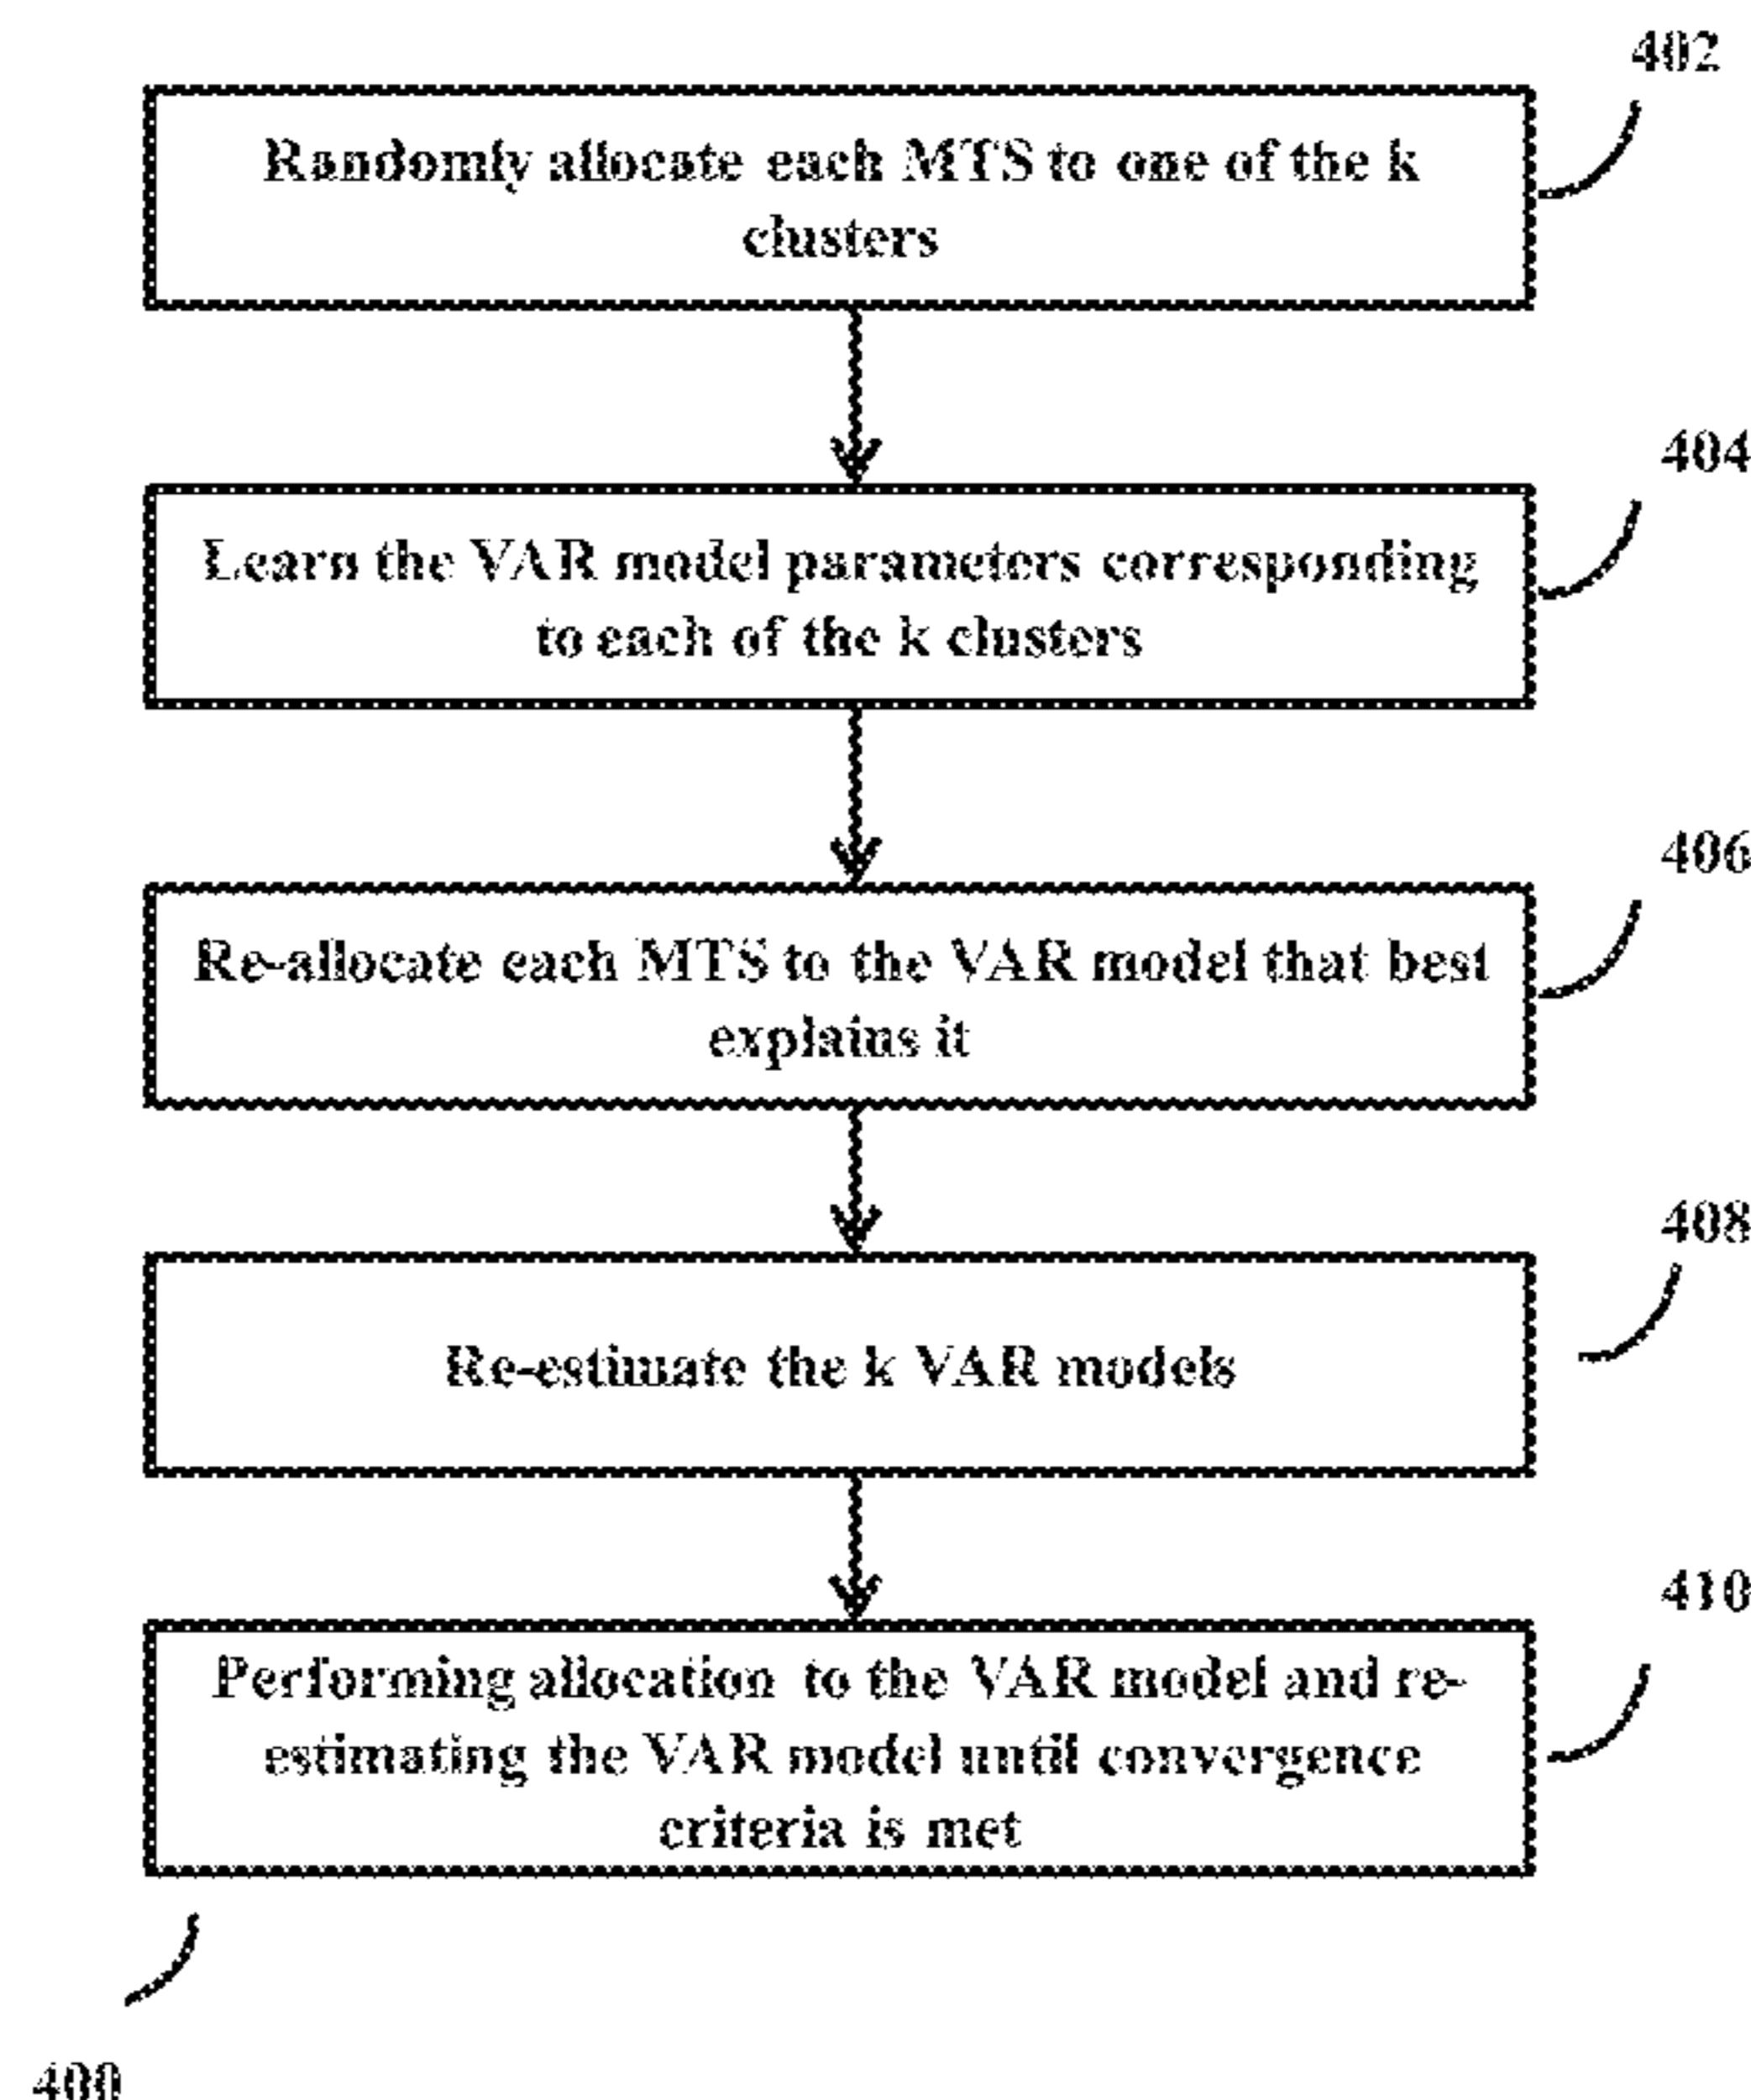 402
Randomly allocate each MTS to one of the k
clusters
404
Learn the VAR model parameters corresponding
to each of the k clusters
406
Re-allocate each MTS to the VAR model that best
explains it
408
Re-estimate the k VAR models
410
Performing allocation to the VAR model and re-
estimating the VAR model until convergence
criteria is met
400